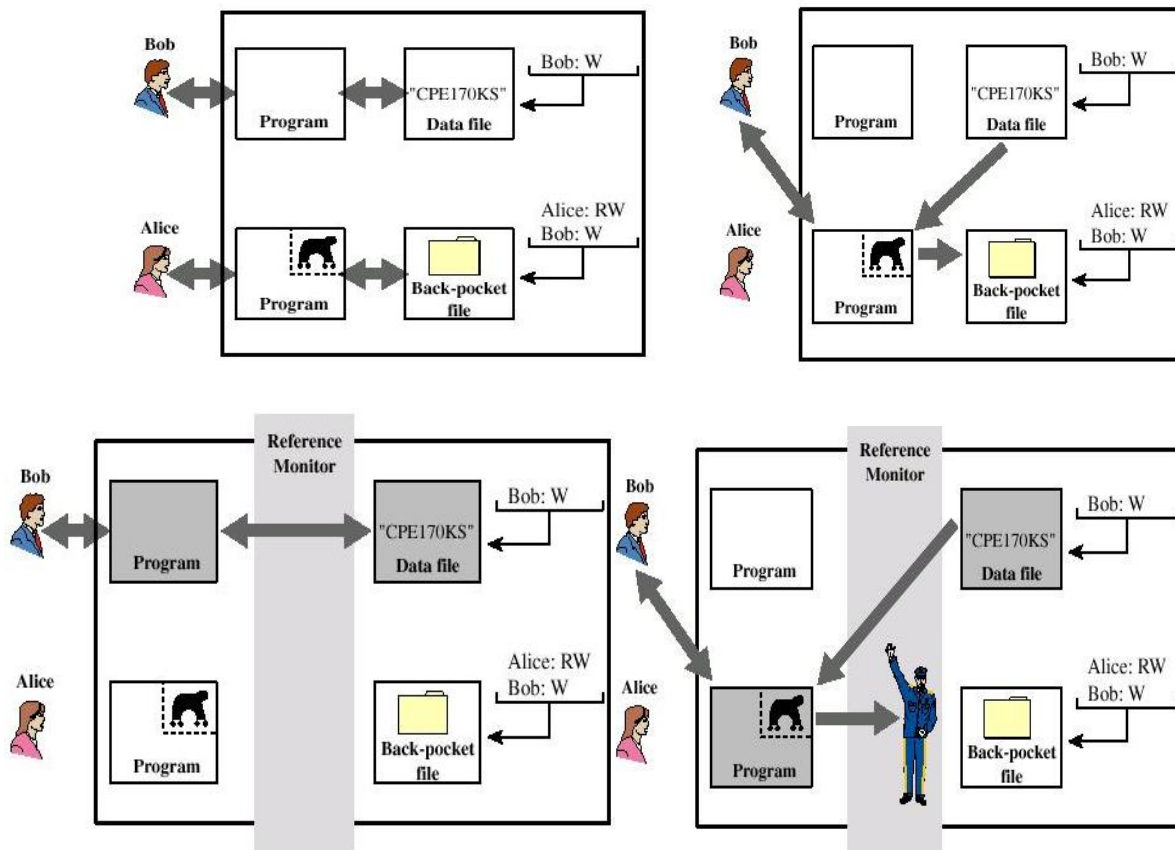 Bob
Program
"CPE170KS"
Data file
Bob: W
Alice
Program
Back-pocket
file
Alice: RW
Bob: W
Bob
Program
"CPE170KS"
Data file
Bob: W
Alice
Program
Back-pocket
file
Alice: RW
Bob: W
Reference
Monitor
Bob
Program
"CPE170KS"
Data file
Bob: W
Alice
Program
Back-pocket
file
Alice: RW
Bob: W
Reference
Monitor
Bob
Program
"CPE170KS"
Data file
Bob: W
Alice
Program
Back-pocket
file
Alice: RW
Bob: W